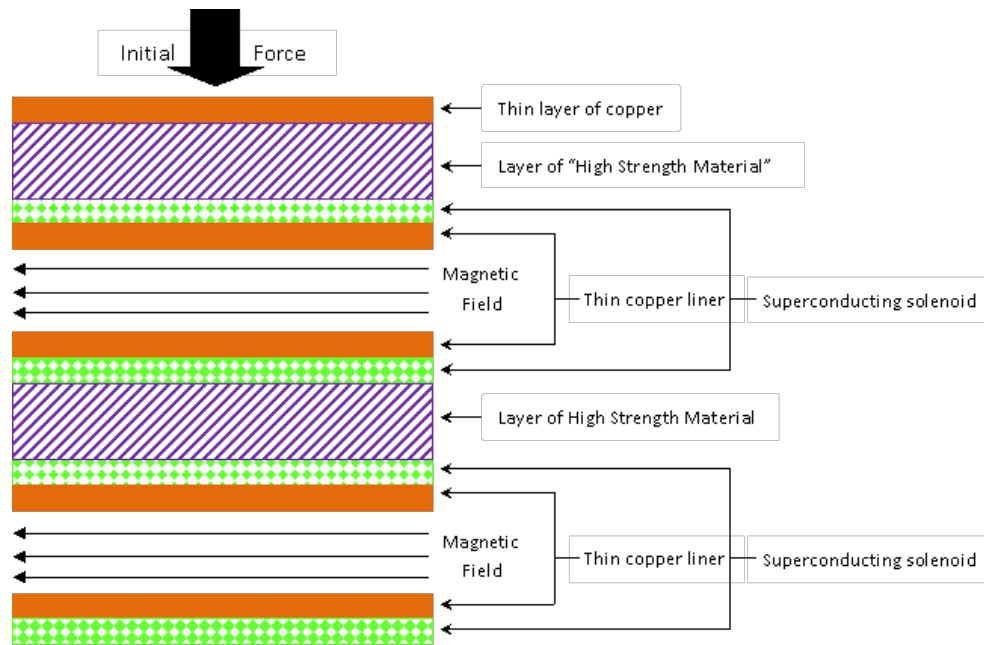 Initial Force
Thin layer of copper
Layer of “High Strength Material”
Magnetic
Field
Thin copper liner
Superconducting solenoid
Layer of High Strength Material
Magnetic
Field
Thin copper liner
Superconducting solenoid